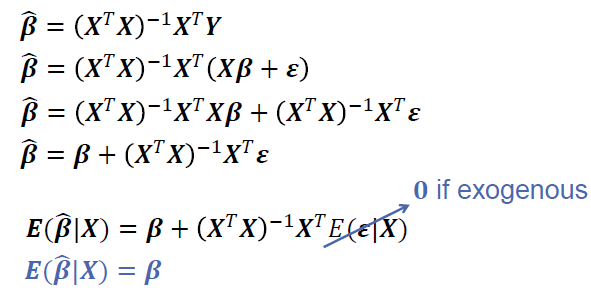 β̂ = (XᵀX)⁻¹XᵀY
β̂ = (XᵀX)⁻¹Xᵀ(Xβ + ε)
β̂ = (XᵀX)⁻¹XᵀXβ + (XᵀX)⁻¹Xᵀε
β̂ = β + (XᵀX)⁻¹Xᵀε
0 if exogenous
E(β̂|X) = β + (XᵀX)⁻¹XᵀE(ε|X)
E(β̂|X) = β